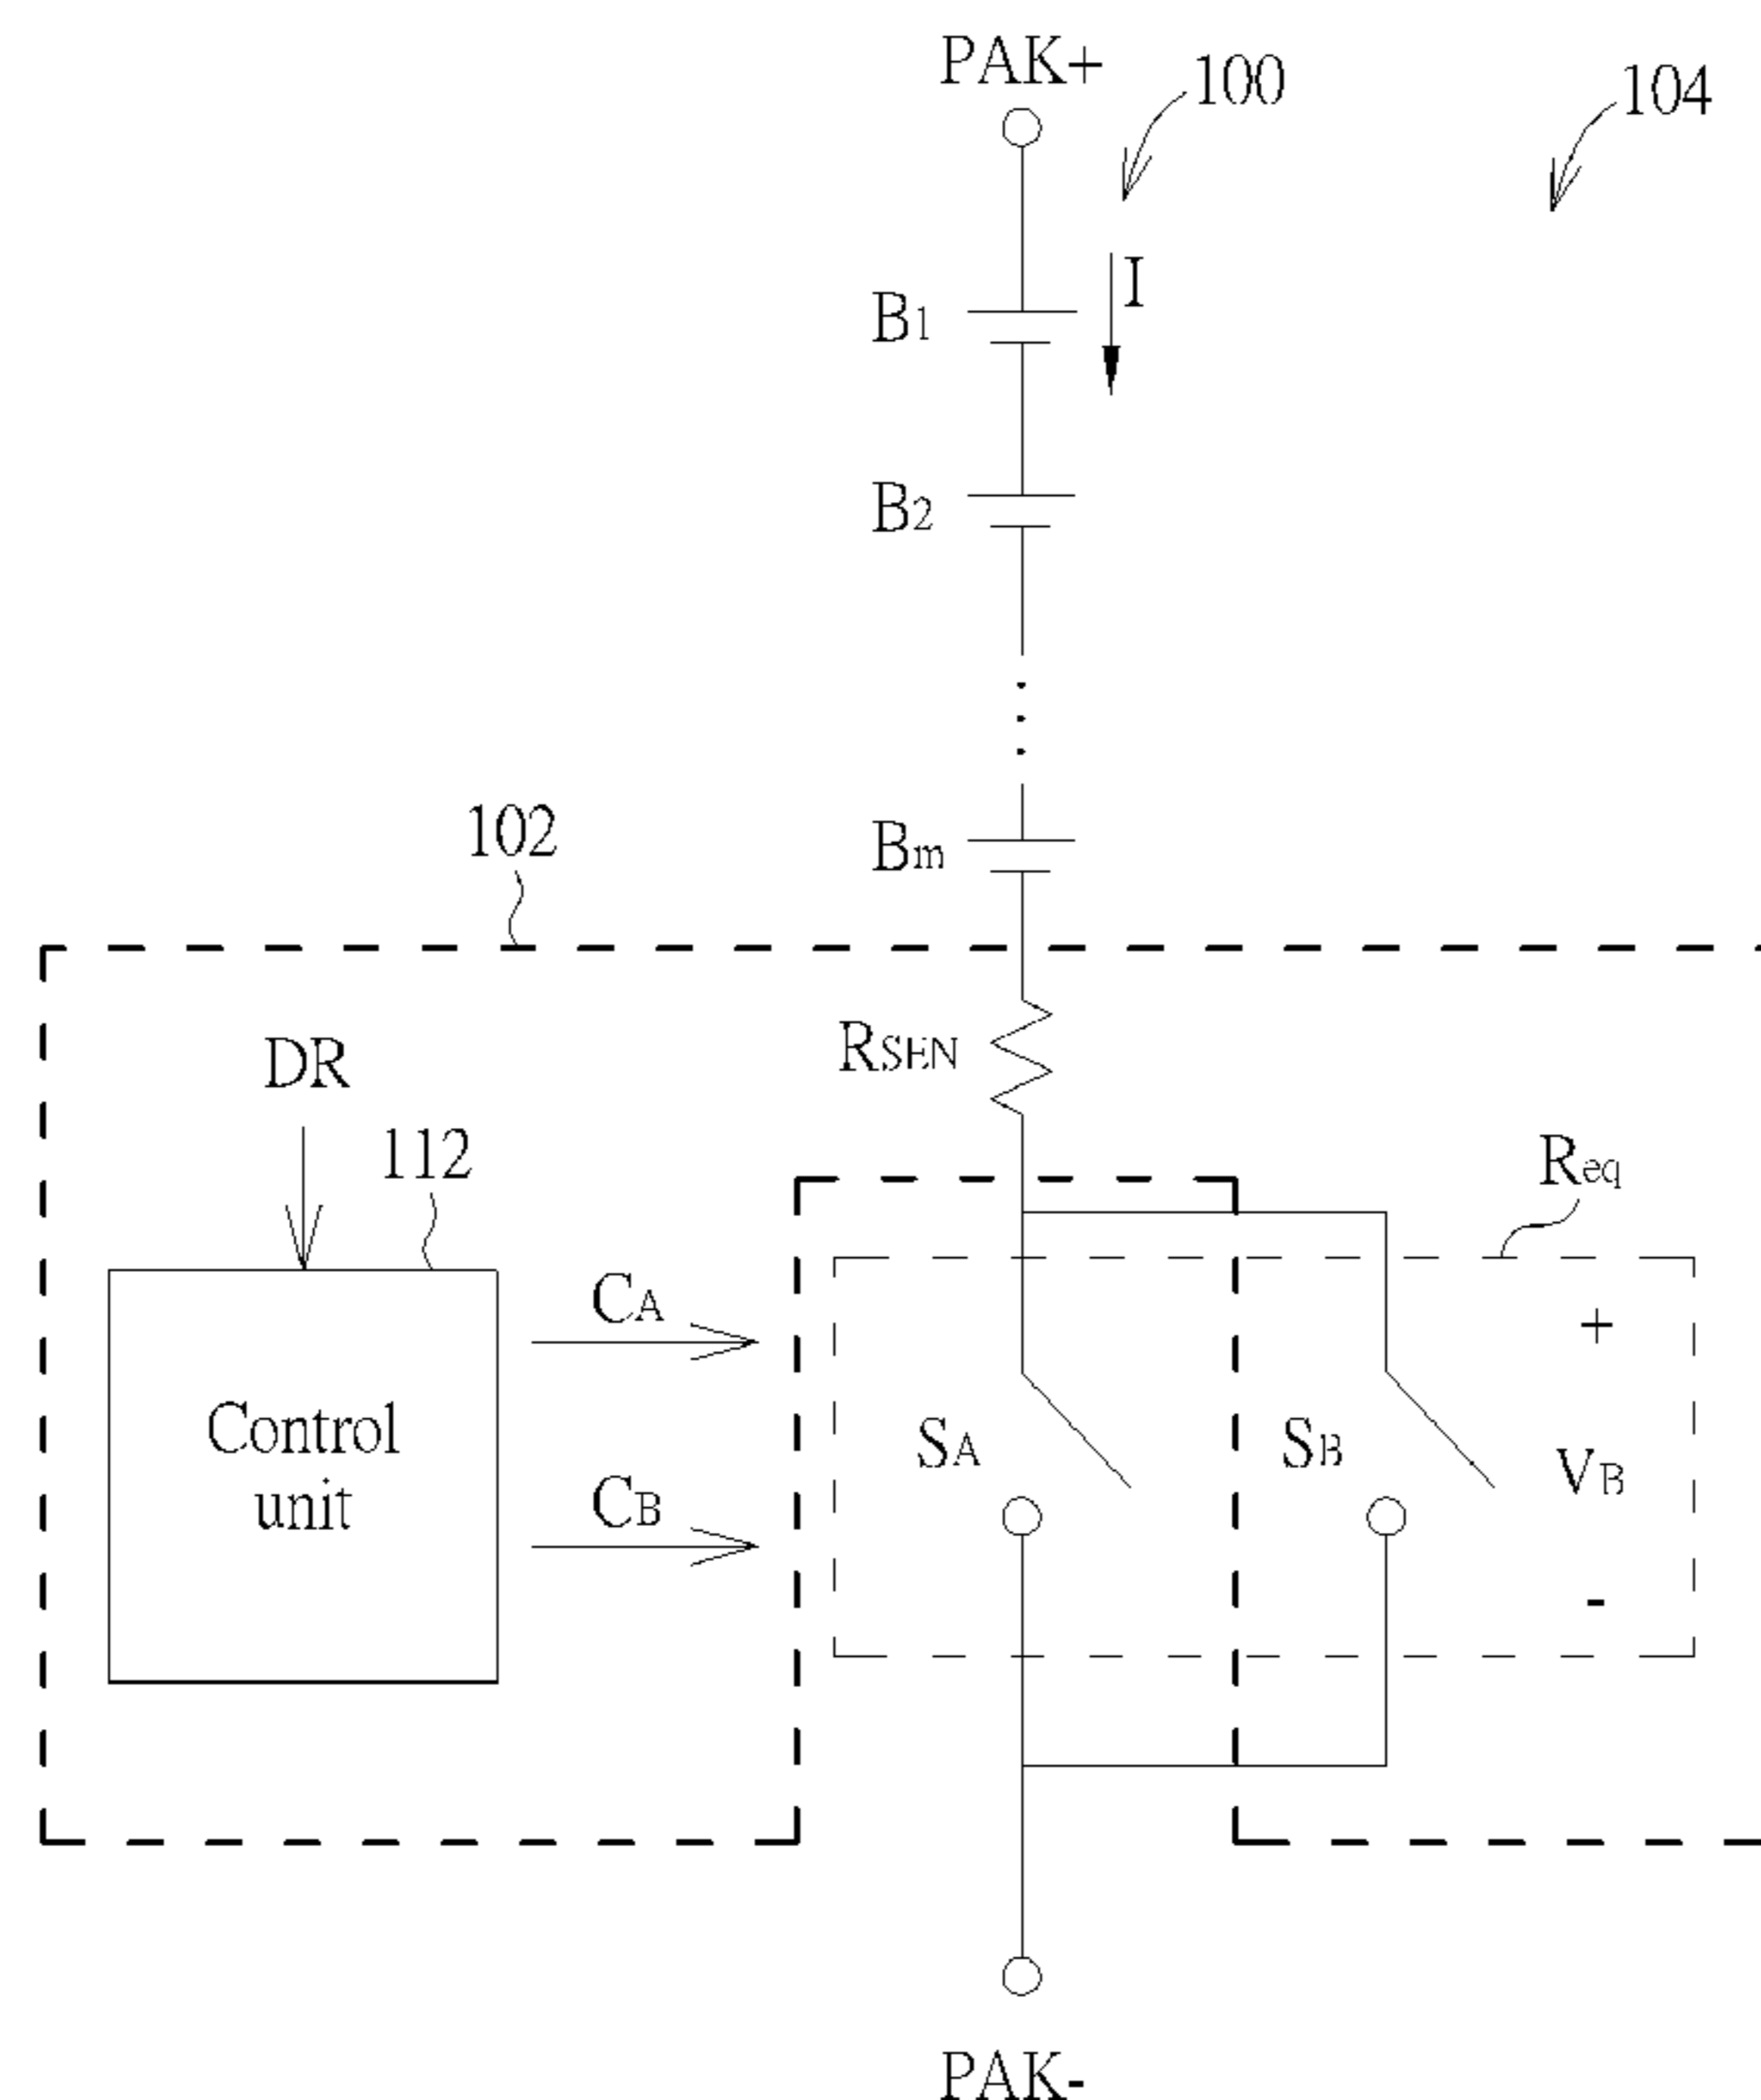 PAK+
100
104
I
B1
B2
Bm
102
RSEN
DR
112
Req
CA
+
Control
unit
SA
SB
VB
CB
-
PAK-